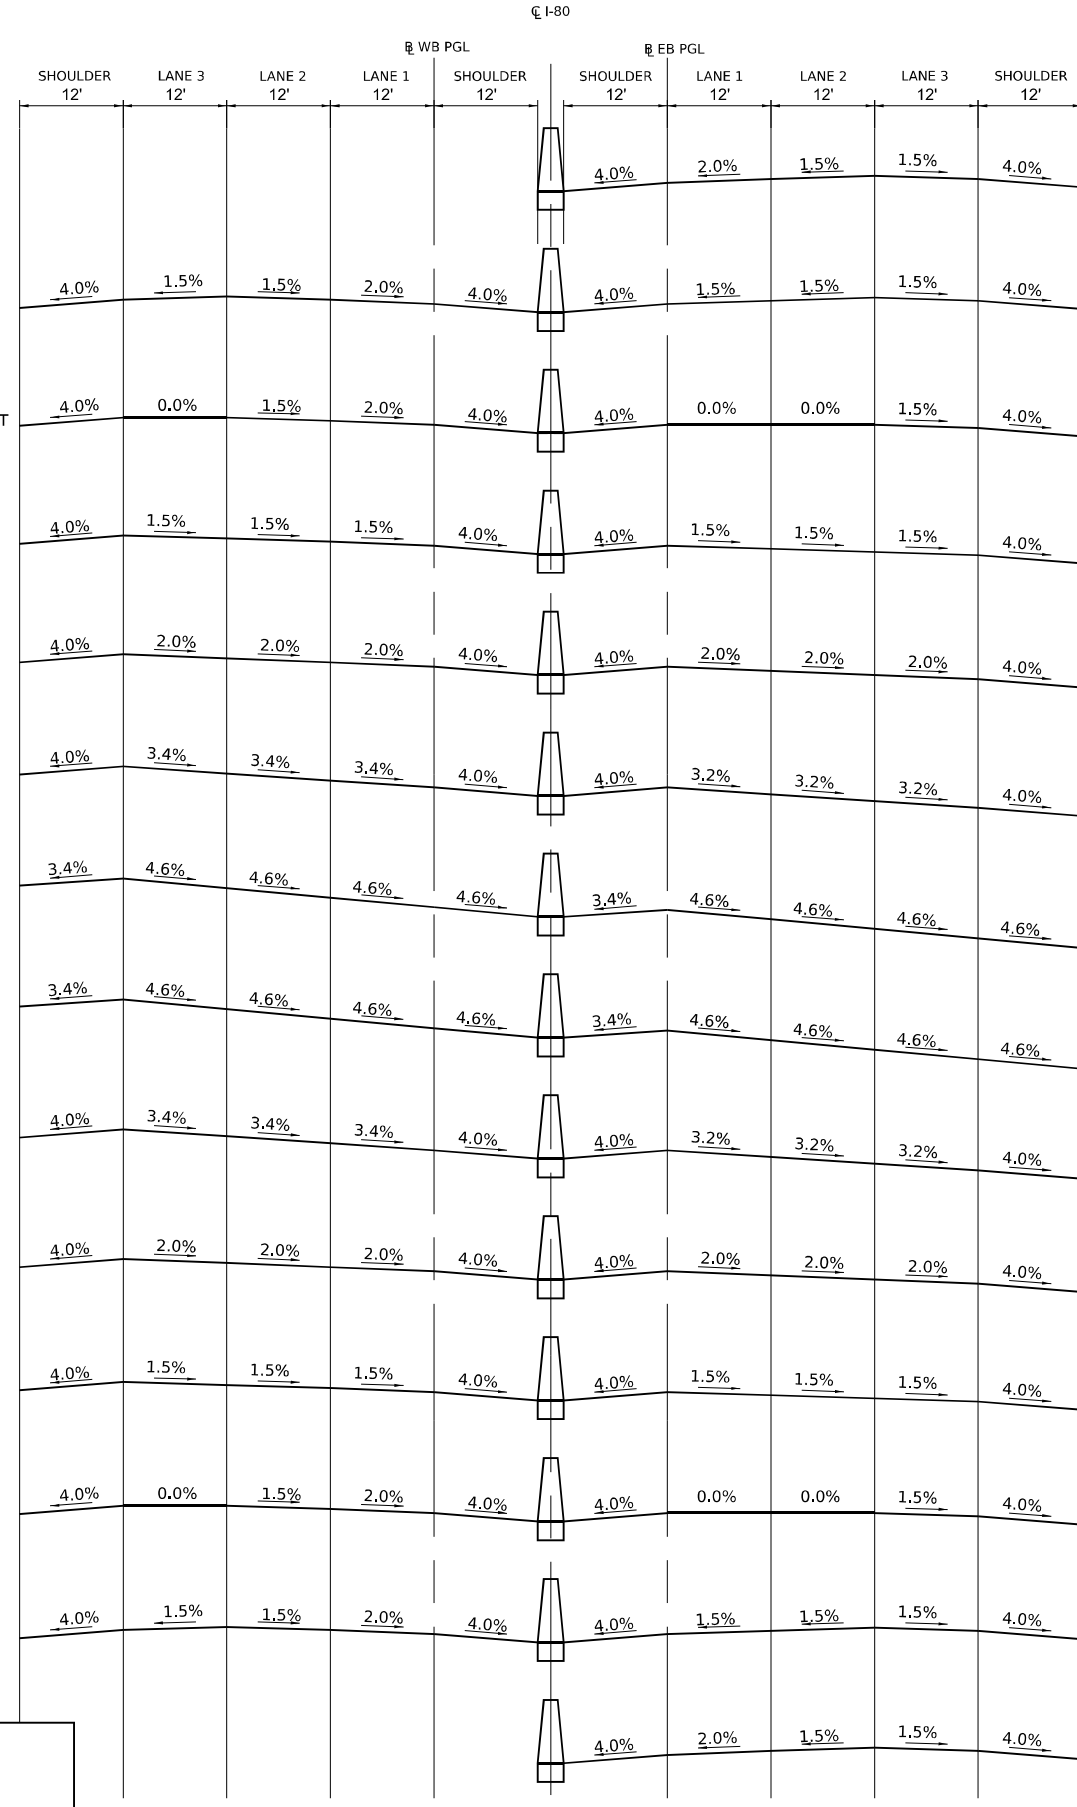 ℄ I-80
BL WB PGL BL EB PGL
SHOULDER LANE 3 LANE 2 LANE 1 SHOULDER SHOULDER LANE 1 LANE 2 LANE 3 SHOULDER
12' 12' 12' 12' 12' 12' 12' 12' 12' 12'
4.0% 2.0% 1.5% 1.5% 4.0%
4.0% 1.5% 1.5% 2.0% 4.0% 4.0% 1.5% 1.5% 1.5% 4.0%
T 4.0% 0.0% 1.5% 2.0% 4.0% 4.0% 0.0% 0.0% 1.5% 4.0%
4.0% 1.5% 1.5% 1.5% 4.0% 4.0% 1.5% 1.5% 1.5% 4.0%
4.0% 2.0% 2.0% 2.0% 4.0% 4.0% 2.0% 2.0% 2.0% 4.0%
4.0% 3.4% 3.4% 3.4% 4.0% 4.0% 3.2% 3.2% 3.2% 4.0%
3.4% 4.6% 4.6% 4.6% 4.6% 3.4% 4.6% 4.6% 4.6% 4.6%
3.4% 4.6% 4.6% 4.6% 4.6% 3.4% 4.6% 4.6% 4.6% 4.6%
4.0% 3.4% 3.4% 3.4% 4.0% 4.0% 3.2% 3.2% 3.2% 4.0%
4.0% 2.0% 2.0% 2.0% 4.0% 4.0% 2.0% 2.0% 2.0% 4.0%
4.0% 1.5% 1.5% 1.5% 4.0% 4.0% 1.5% 1.5% 1.5% 4.0%
4.0% 0.0% 1.5% 2.0% 4.0% 4.0% 0.0% 0.0% 1.5% 4.0%
4.0% 1.5% 1.5% 2.0% 4.0% 4.0% 1.5% 1.5% 1.5% 4.0%
4.0% 2.0% 1.5% 1.5% 4.0%